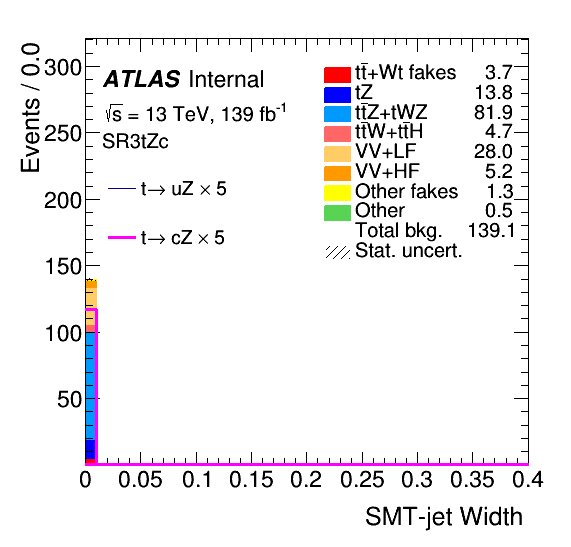 Events / 0.0
300
250
200
150
100
50
ATLAS Internal
√s = 13 TeV, 139 fb⁻¹
SR3tZc
t→ uZ × 5
t→ cZ × 5
tt̄+Wt fakes 3.7
tZ 13.8
tt̄Z+tWZ 81.9
tt̄W+tt̄H 4.7
VV+LF 28.0
VV+HF 5.2
Other fakes 1.3
Other 0.5
Total bkg. 139.1
Stat. uncert.
0 0.05 0.1 0.15 0.2 0.25 0.3 0.35 0.4
SMT-jet Width